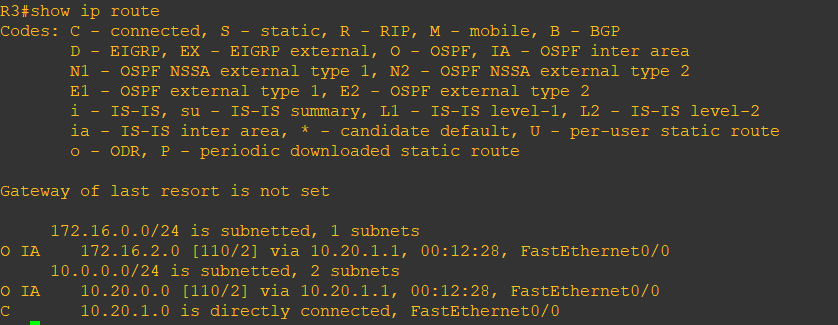 R3#show ip route
Codes: C - connected, S - static, R - RIP, M - mobile, B - BGP
       D - EIGRP, EX - EIGRP external, O - OSPF, IA - OSPF inter area
       N1 - OSPF NSSA external type 1, N2 - OSPF NSSA external type 2
       E1 - OSPF external type 1, E2 - OSPF external type 2
       i - IS-IS, su - IS-IS summary, L1 - IS-IS level-1, L2 - IS-IS level-2
       ia - IS-IS inter area, * - candidate default, U - per-user static route
       o - ODR, P - periodic downloaded static route
Gateway of last resort is not set
     172.16.0.0/24 is subnetted, 1 subnets
O IA    172.16.2.0 [110/2] via 10.20.1.1, 00:12:28, FastEthernet0/0
     10.0.0.0/24 is subnetted, 2 subnets
O IA    10.20.0.0 [110/2] via 10.20.1.1, 00:12:28, FastEthernet0/0
C       10.20.1.0 is directly connected, FastEthernet0/0